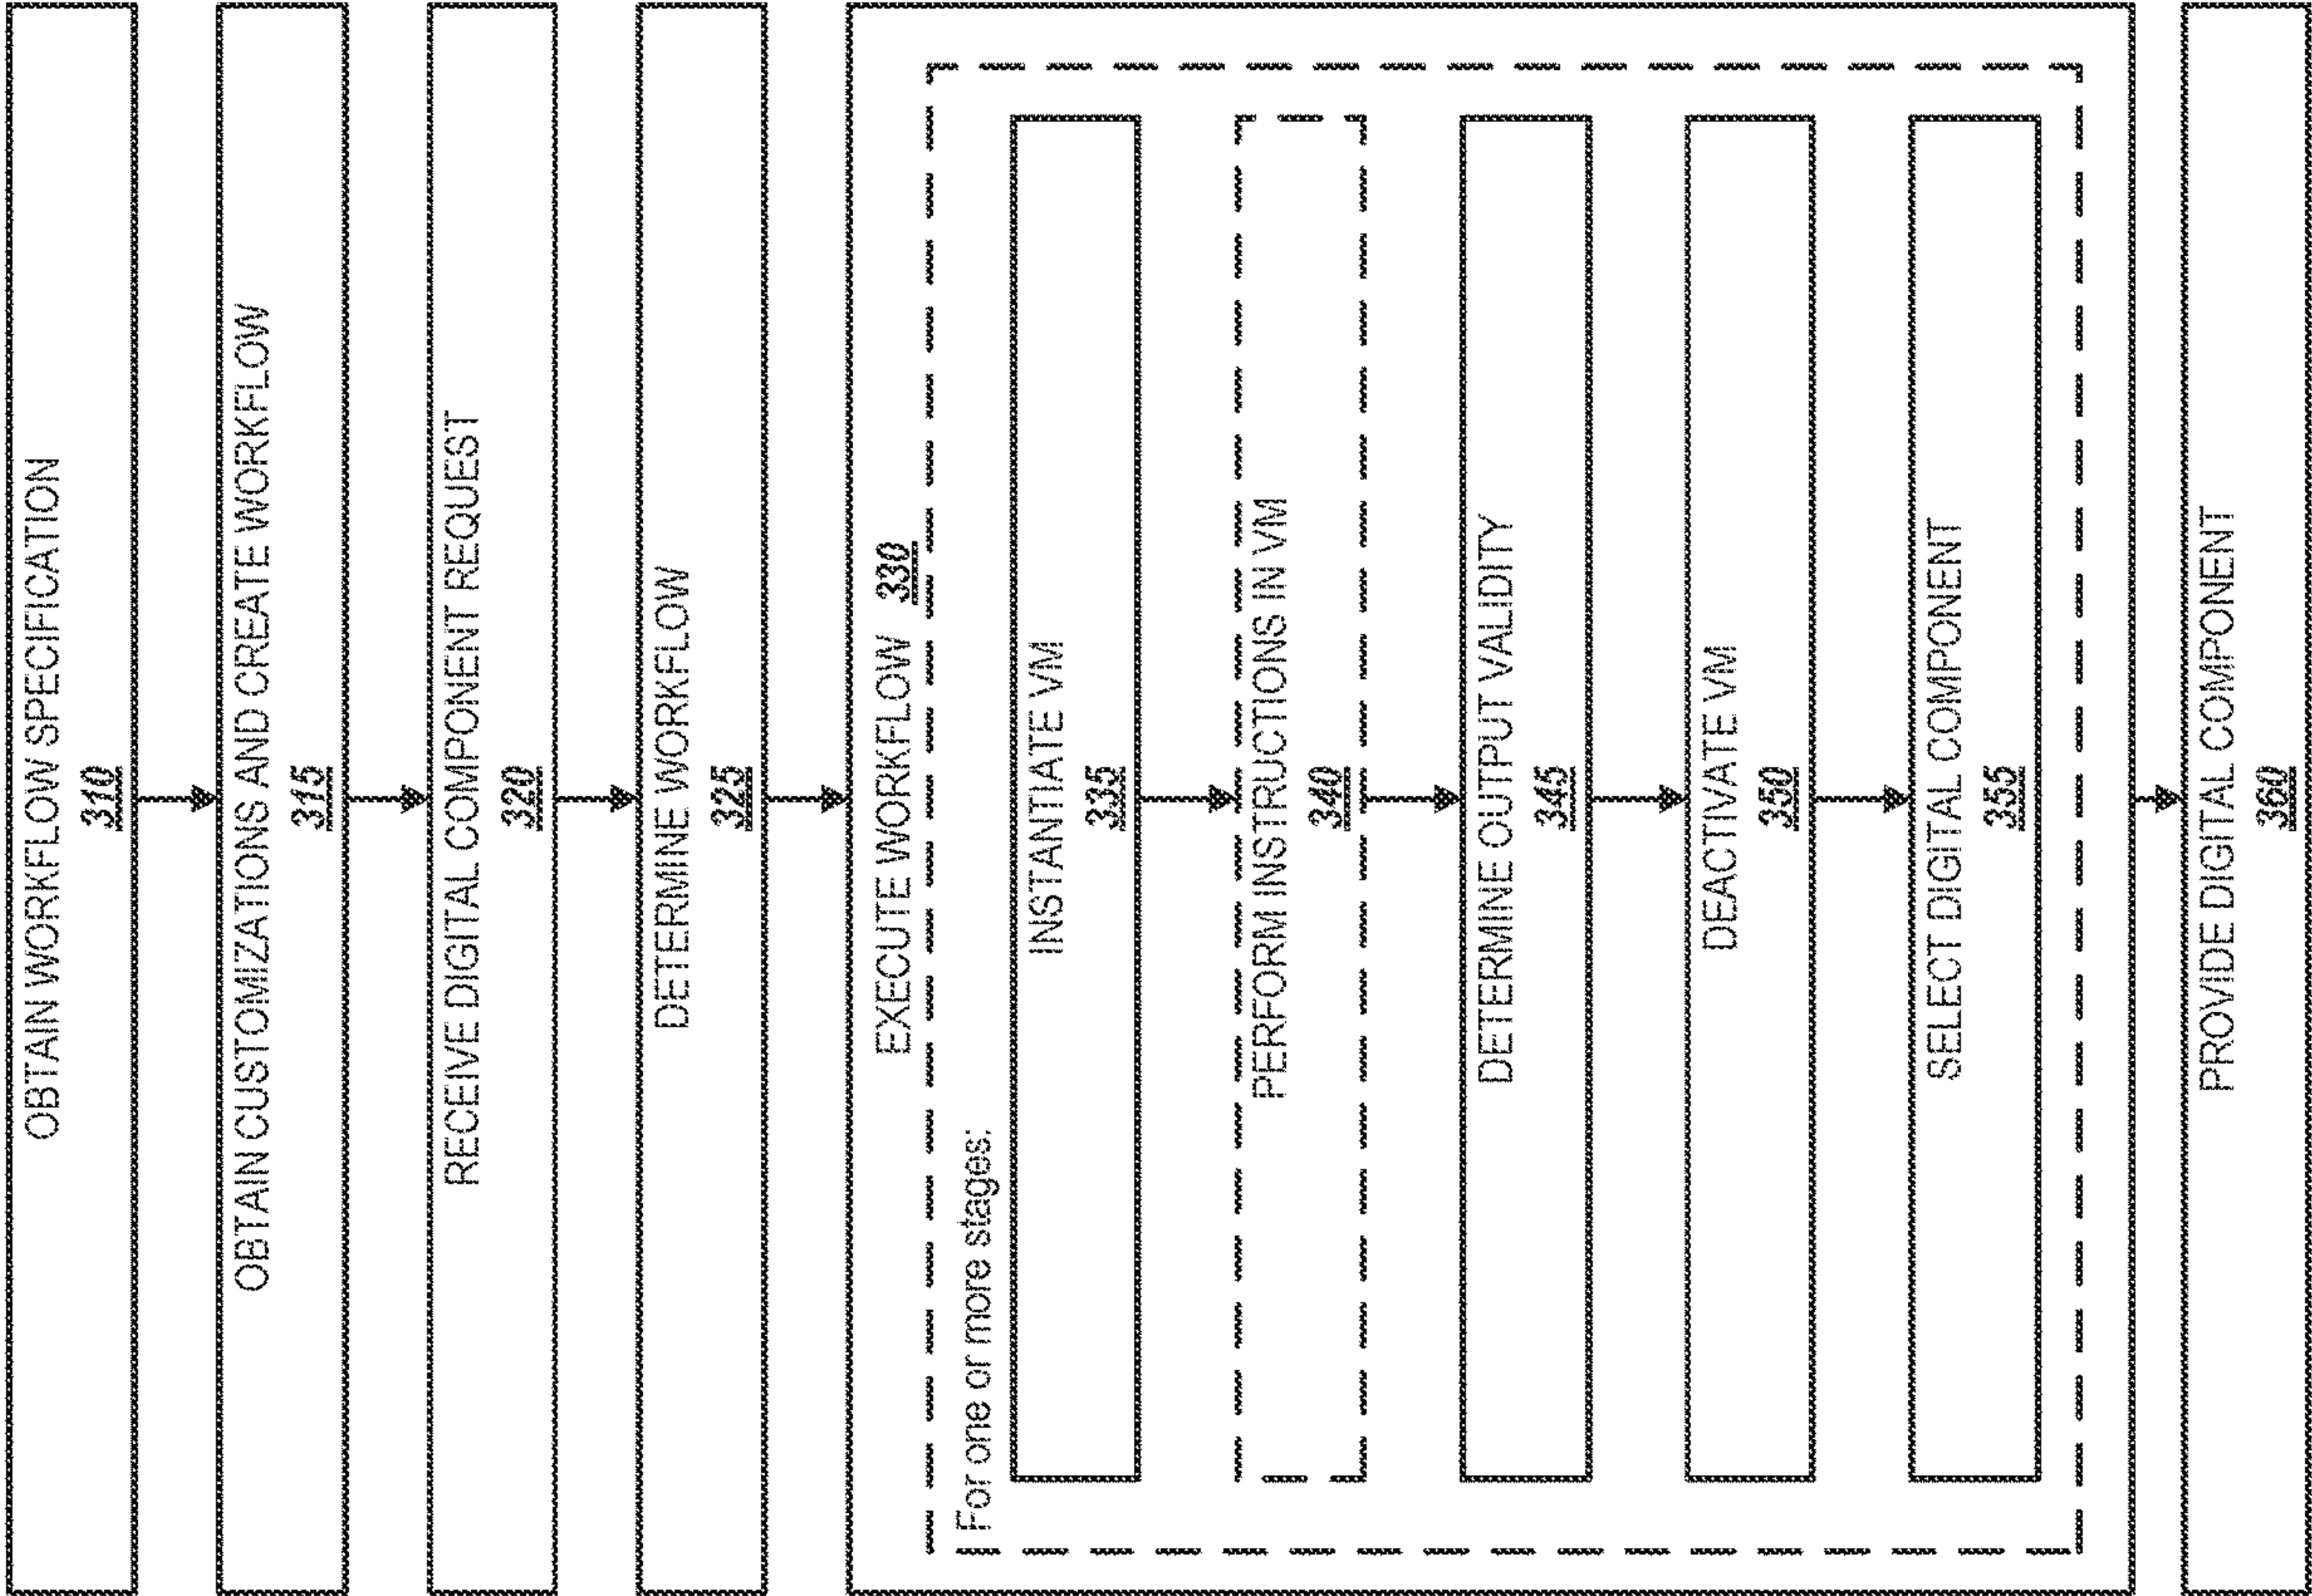 OBTAIN WORKFLOW SPECIFICATION
310
OBTAIN CUSTOMIZATIONS AND CREATE WORKFLOW
315
RECEIVE DIGITAL COMPONENT REQUEST
320
DETERMINE WORKFLOW
325
EXECUTE WORKFLOW 330
For one or more stages:
INSTANTIATE VM
335
PERFORM INSTRUCTIONS IN VM
340
DETERMINE OUTPUT VALIDITY
345
DEACTIVATE VM
350
SELECT DIGITAL COMPONENT
355
PROVIDE DIGITAL COMPONENT
360